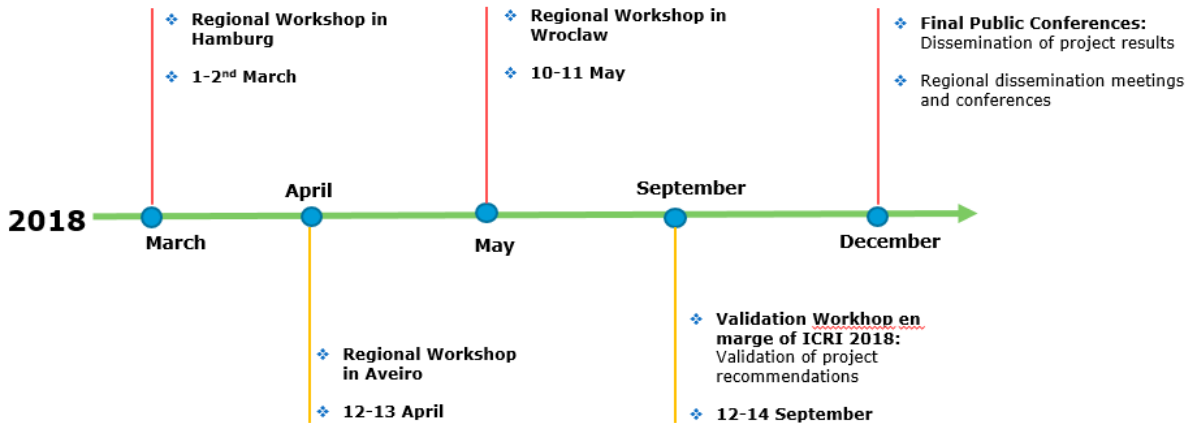 ❖ Regional Workshop in
Hamburg
❖ 1-2nd March
❖ Regional Workshop in
Wroclaw
❖ 10-11 May
❖ Final Public Conferences:
Dissemination of project results
❖ Regional dissemination meetings
and conferences
2018
March
April
May
September
December
❖ Regional Workshop
in Aveiro
❖ 12-13 April
❖ Validation Workhop en
marge of ICRI 2018:
Validation of project
recommendations
❖ 12-14 September